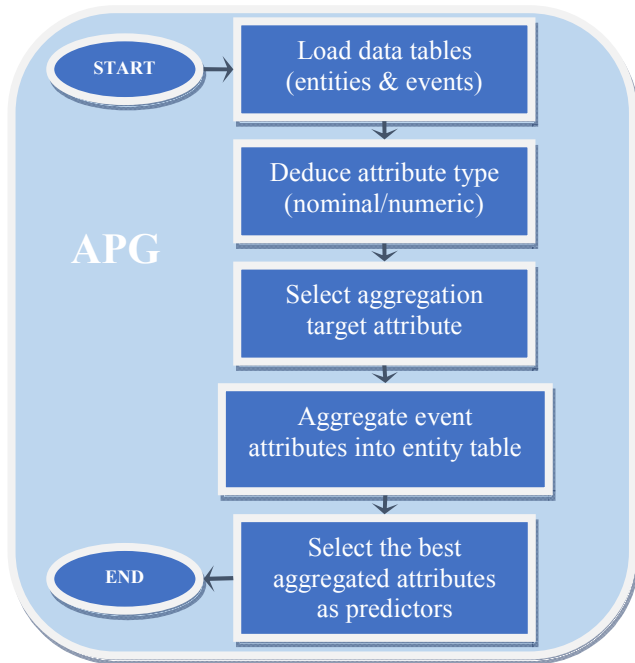 START
Load data tables
(entities & events)
Deduce attribute type
(nominal/numeric)
APG
Select aggregation
target attribute
Aggregate event
attributes into entity table
Select the best
aggregated attributes
as predictors
END